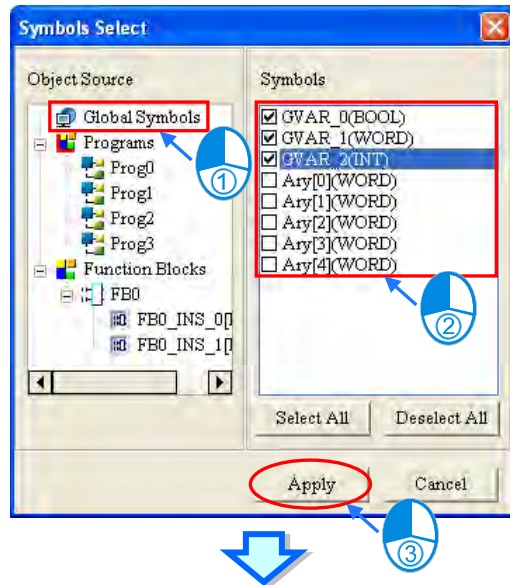 Symbols Select
Object Source
Global Symbols
Programs
Prog0
Prog1
Prog2
Prog3
Function Blocks
FB0
FB0_INS_0[
FB0_INS_1[
Symbols
GVAR_0(BOOL)
GVAR_1(WORD)
GVAR_2(INT)
Ary[0](WORD)
Ary[1](WORD)
Ary[2](WORD)
Ary[3](WORD)
Ary[4](WORD)
Select All
Deselect All
Apply
Cancel
①
②
③